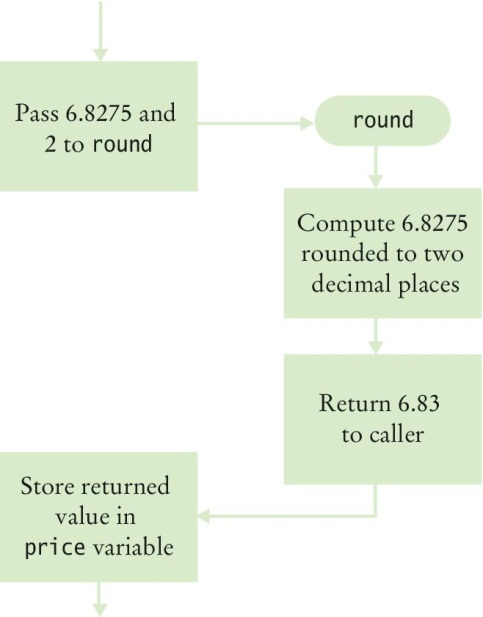 Pass 6.8275 and
2 to round
round
Compute 6.8275
rounded to two
decimal places
Return 6.83
to caller
Store returned
value in
price variable